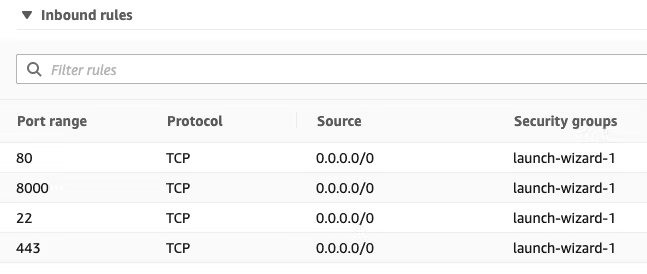 Inbound rules
Filter rules
Port range Protocol Source Security groups
80 TCP 0.0.0.0/0 launch-wizard-1
8000 TCP 0.0.0.0/0 launch-wizard-1
22 TCP 0.0.0.0/0 launch-wizard-1
443 TCP 0.0.0.0/0 launch-wizard-1